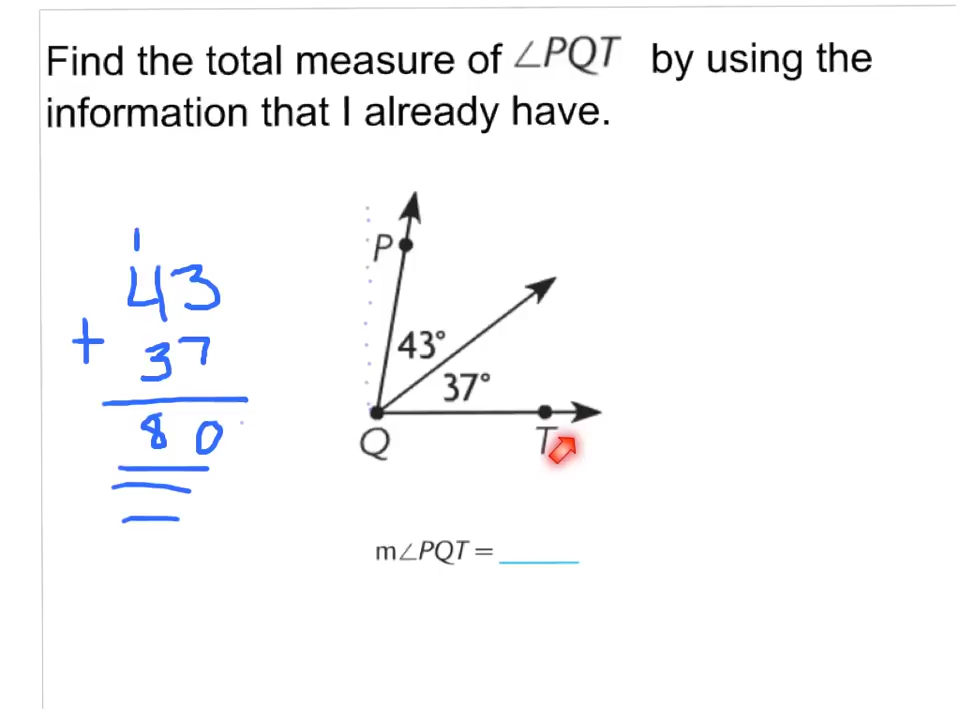 Find the total measure of ∠PQT by using the
information that I already have.
1
43
+ 37
80
P
43°
37°
Q
T
m∠PQT = ______